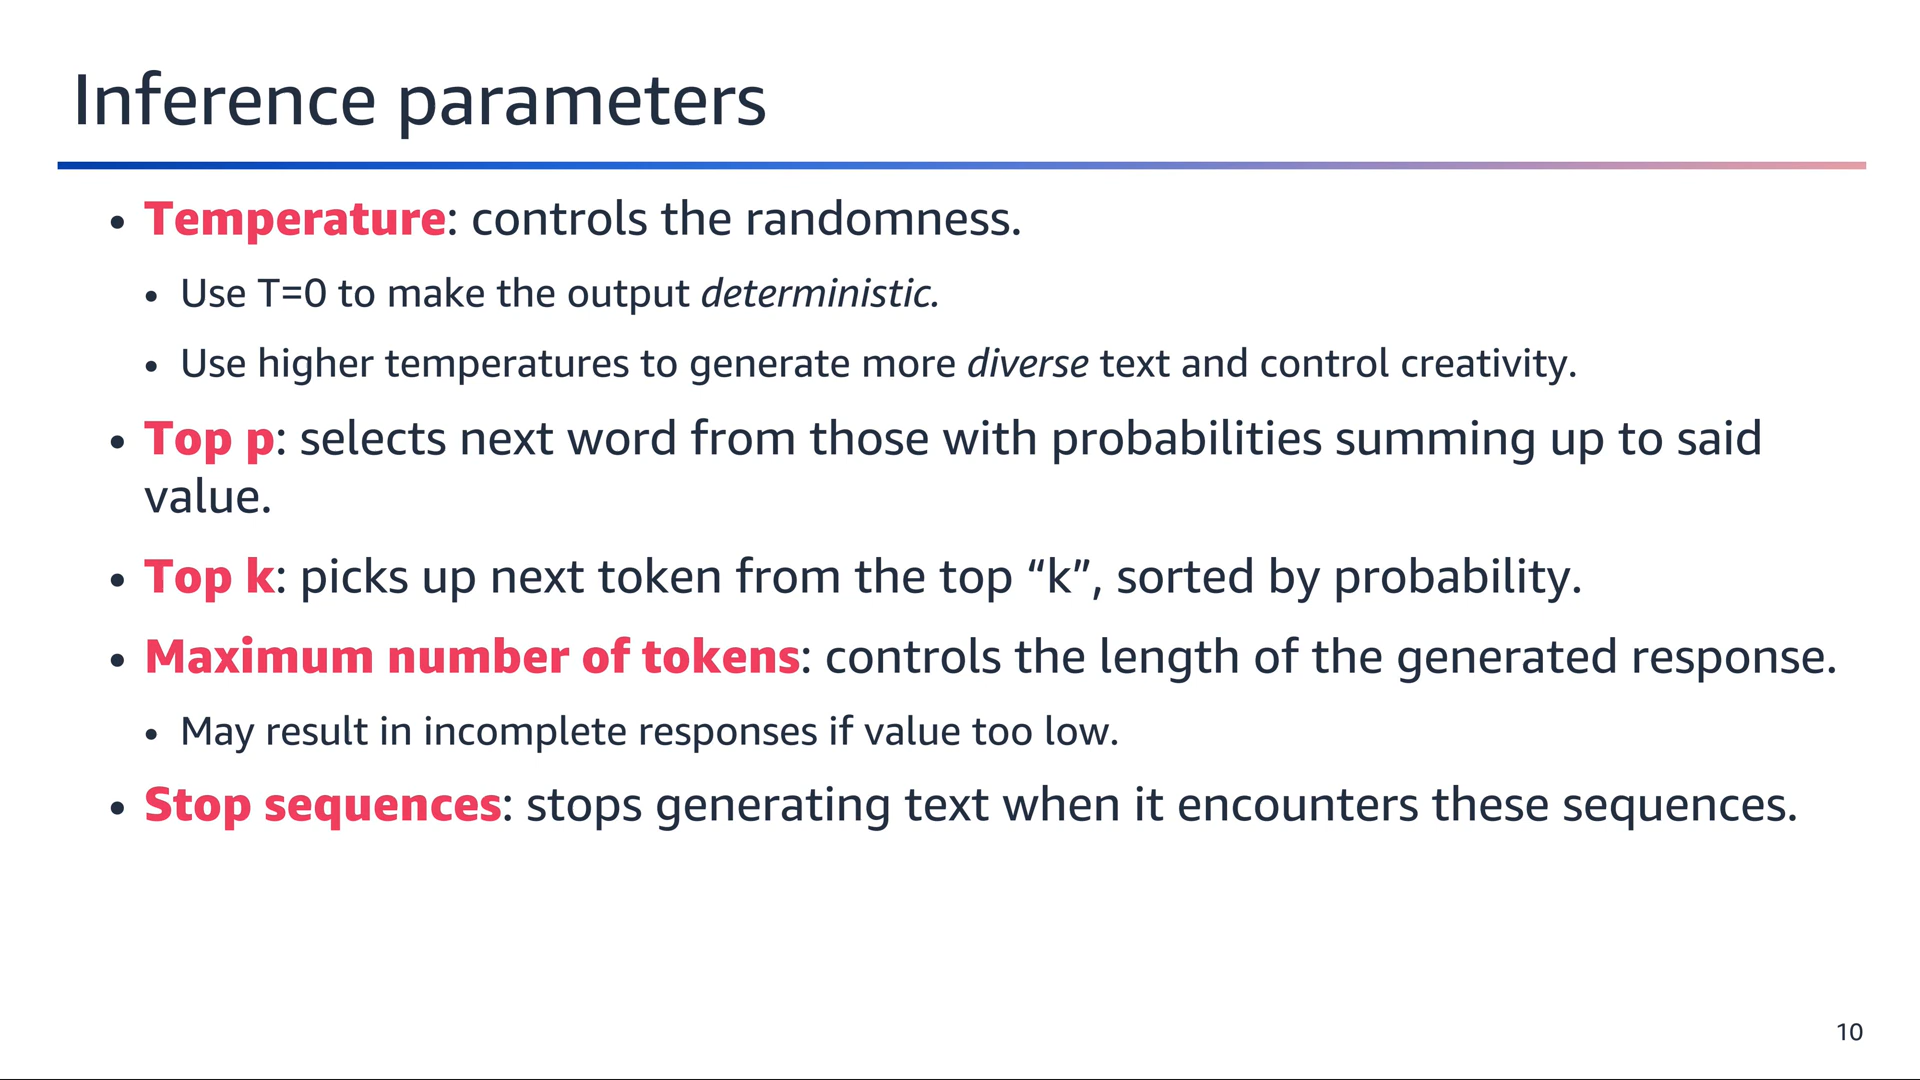 Inference parameters
• Temperature: controls the randomness.
• Use T=0 to make the output deterministic.
• Use higher temperatures to generate more diverse text and control creativity.
• Top p: selects next word from those with probabilities summing up to said
value.
• Top k: picks up next token from the top “k”, sorted by probability.
• Maximum number of tokens: controls the length of the generated response.
• May result in incomplete responses if value too low.
• Stop sequences: stops generating text when it encounters these sequences.
10